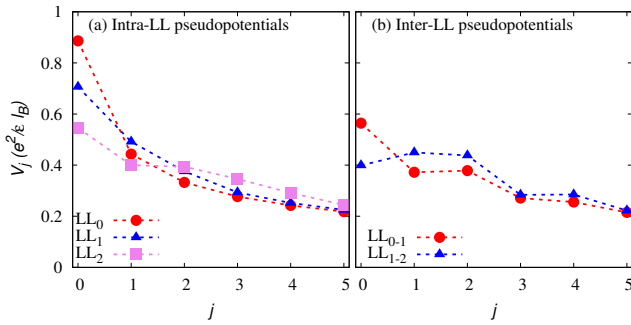 (a) Intra-LL pseudopotentials
(b) Inter-LL pseudopotentials
1
0.8
0.6
0.4
0.2
0
V_j (e^2/ε l_B)
LL_0
LL_1
LL_2
LL_0-1
LL_1-2
0 1 2 3 4 5
0 1 2 3 4 5
j
j